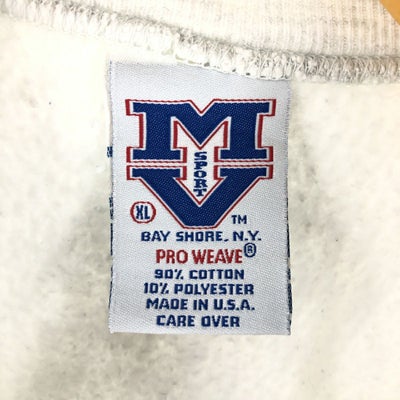 MV
SPORT
XL
TM
BAY SHORE, N.Y.
PRO WEAVE®
90% COTTON
10% POLYESTER
MADE IN U.S.A.
CARE OVER